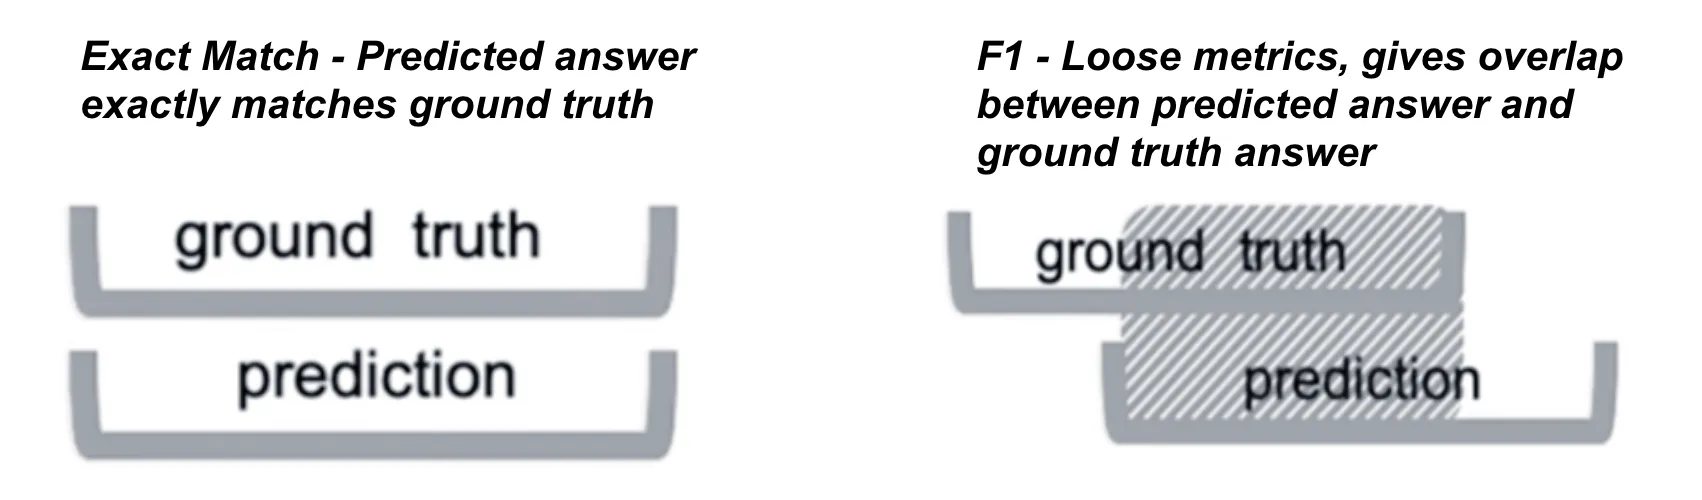 Exact Match - Predicted answer
exactly matches ground truth
ground truth
prediction
F1 - Loose metrics, gives overlap
between predicted answer and
ground truth answer
ground truth
prediction